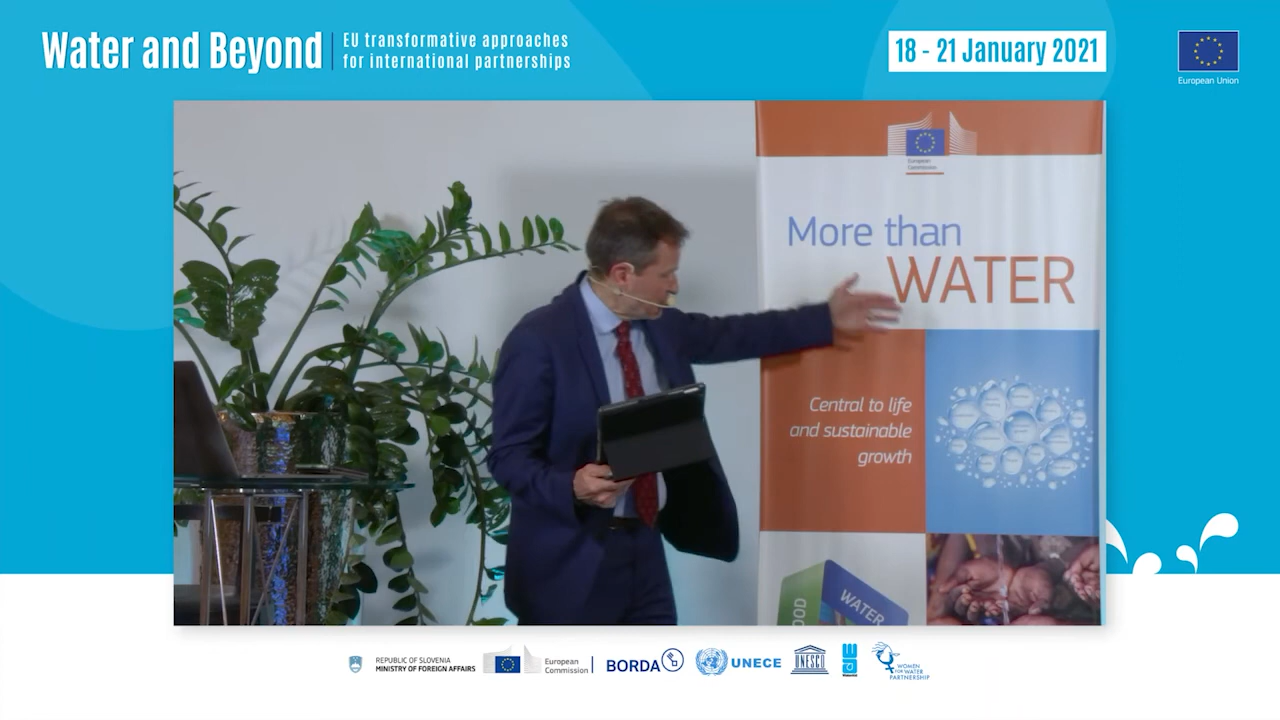 Water and Beyond
EU transformative approaches
for international partnerships
18 - 21 January 2021
European Union
European
Commission
More than
WATER
Central to life
and sustainable
growth
OOD
WATER
REPUBLIC OF SLOVENIA
MINISTRY OF FOREIGN AFFAIRS
European
Commission
BORDA
UNECE
UNESCO
WOMEN
FOR WATER
PARTNERSHIP